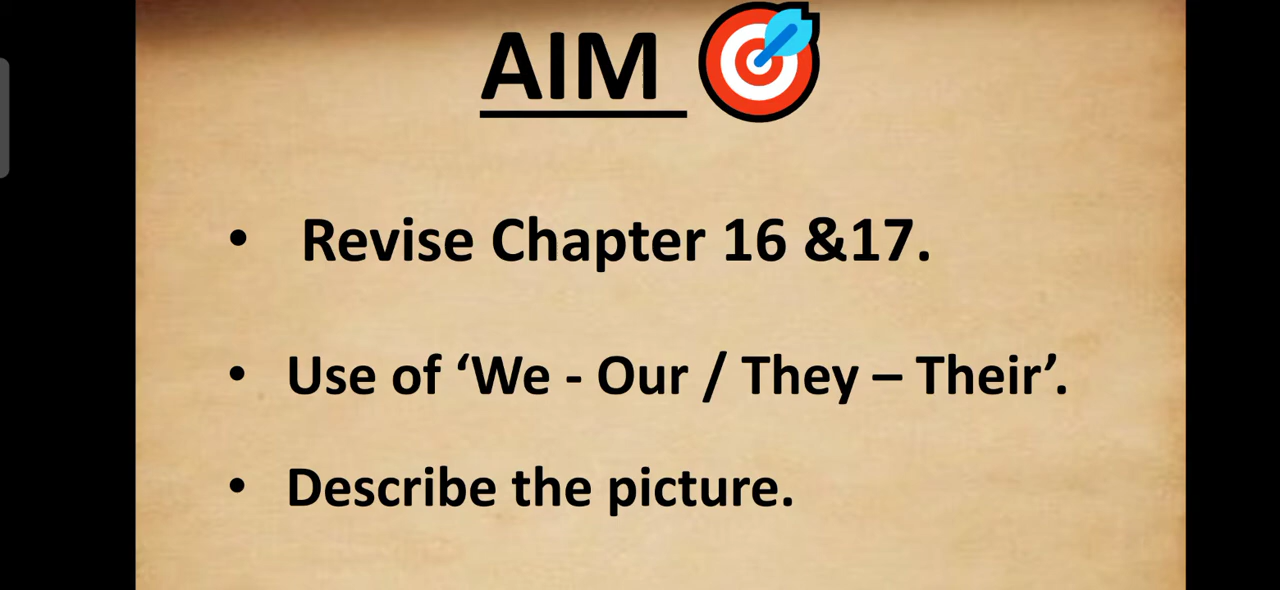 AIM
• Revise Chapter 16 &17.
• Use of ‘We - Our / They – Their’.
• Describe the picture.